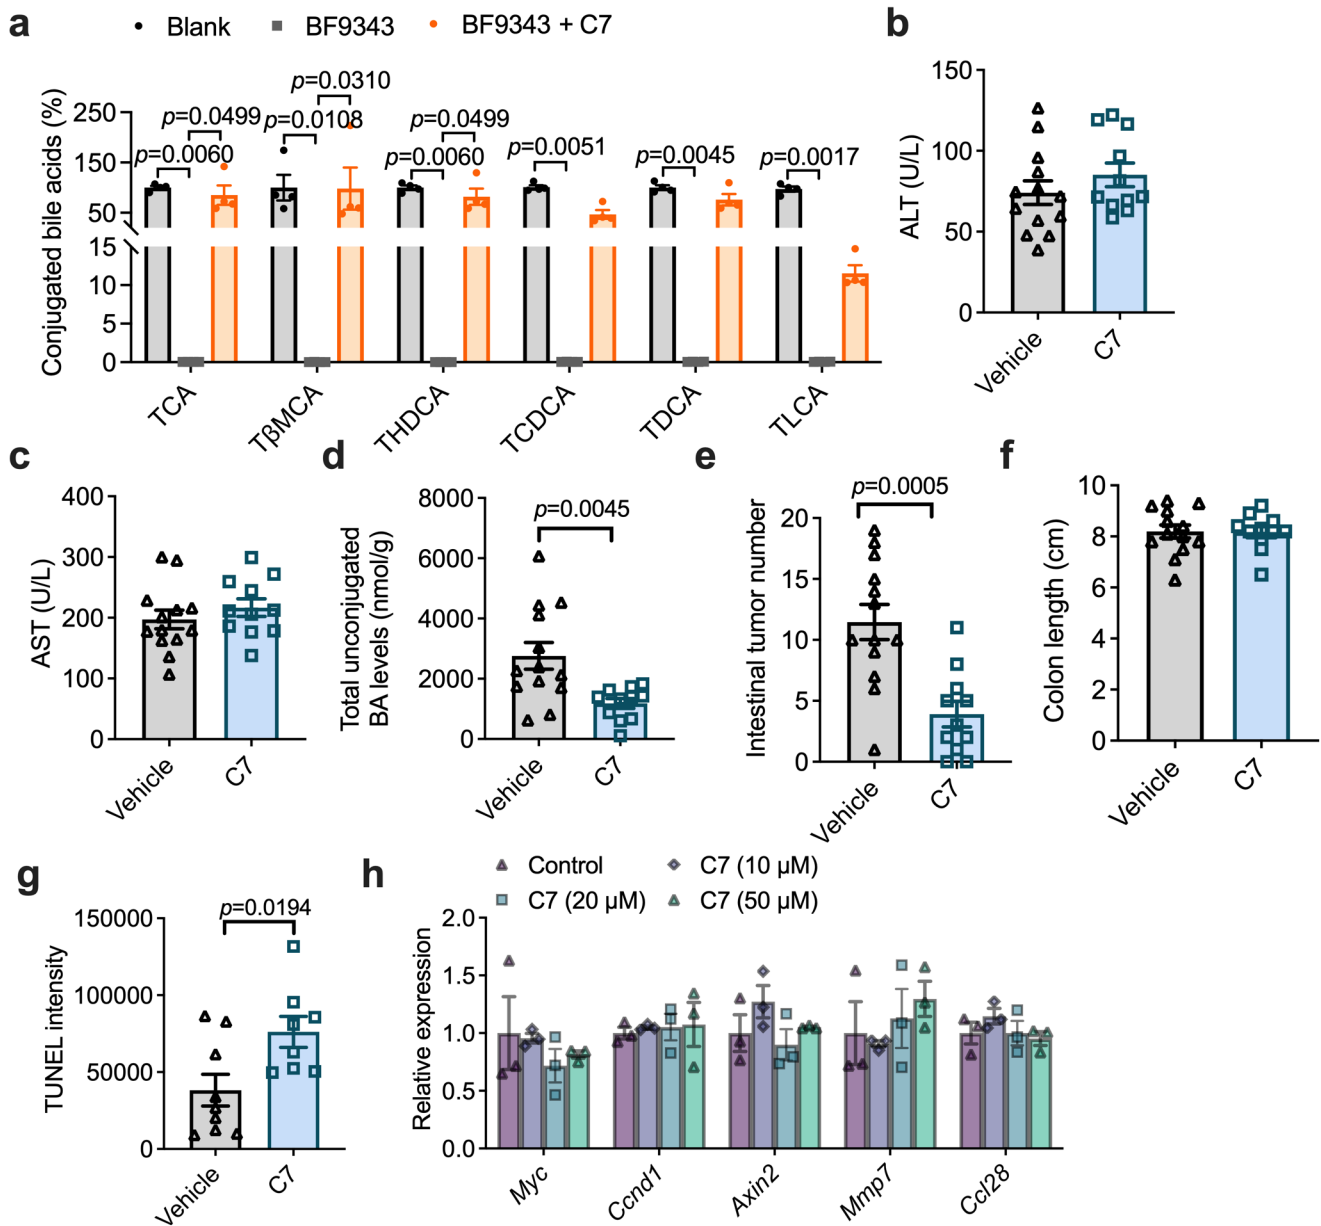 a
Blank
BF9343
BF9343 + C7
Conjugated bile acids (%)
250
150
50
15
10
5
0
p=0.0060
p=0.0499
p=0.0108
p=0.0310
p=0.0060
p=0.0499
p=0.0051
p=0.0045
p=0.0017
TCA
TβMCA
THDCA
TCDCA
TDCA
TLCA
b
ALT (U/L)
150
100
50
0
Vehicle
C7
c
AST (U/L)
400
300
200
100
0
Vehicle
C7
d
Total unconjugated
BA levels (nmol/g)
8000
6000
4000
2000
0
p=0.0045
Vehicle
C7
e
Intestinal tumor number
20
15
10
5
0
p=0.0005
Vehicle
C7
f
Colon length (cm)
10
8
6
4
2
0
Vehicle
C7
g
TUNEL intensity
150000
100000
50000
0
p=0.0194
Vehicle
C7
h
Control
C7 (10 μM)
C7 (20 μM)
C7 (50 μM)
Relative expression
2.0
1.5
1.0
0.5
0.0
Myc
Ccnd1
Axin2
Mmp7
Ccl28